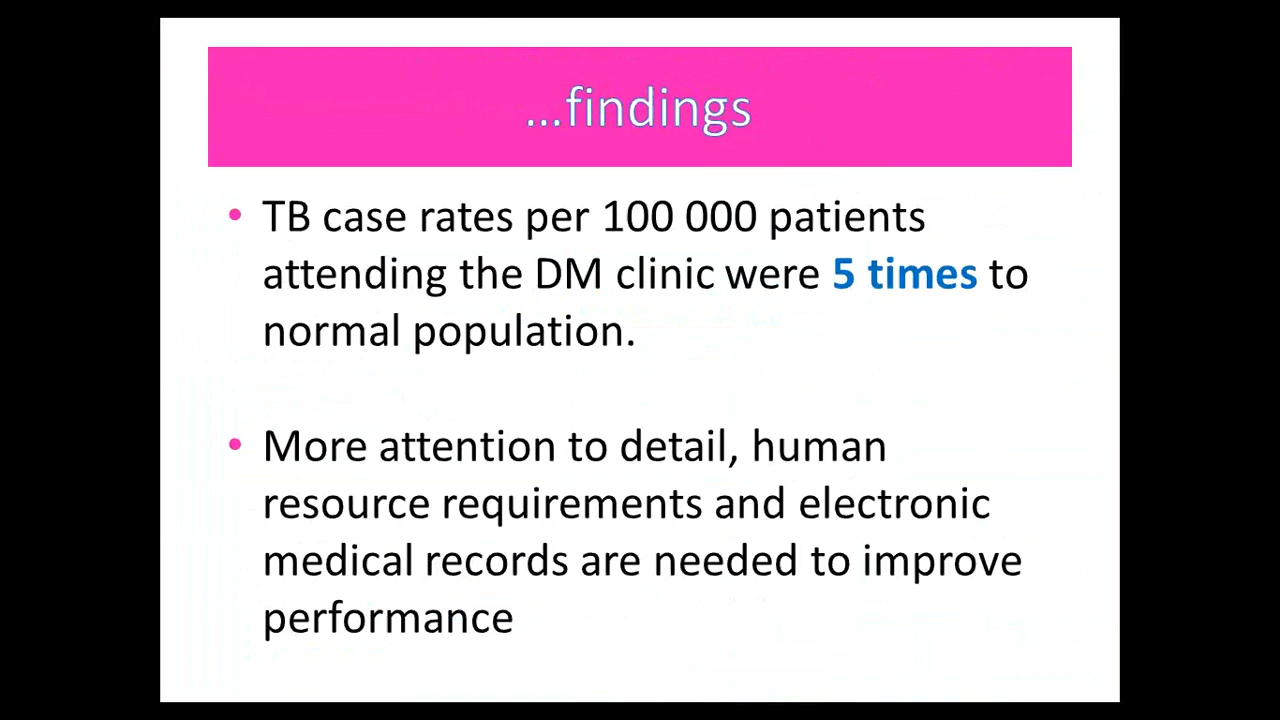 ...findings
• TB case rates per 100 000 patients
attending the DM clinic were 5 times to
normal population.
• More attention to detail, human
resource requirements and electronic
medical records are needed to improve
performance